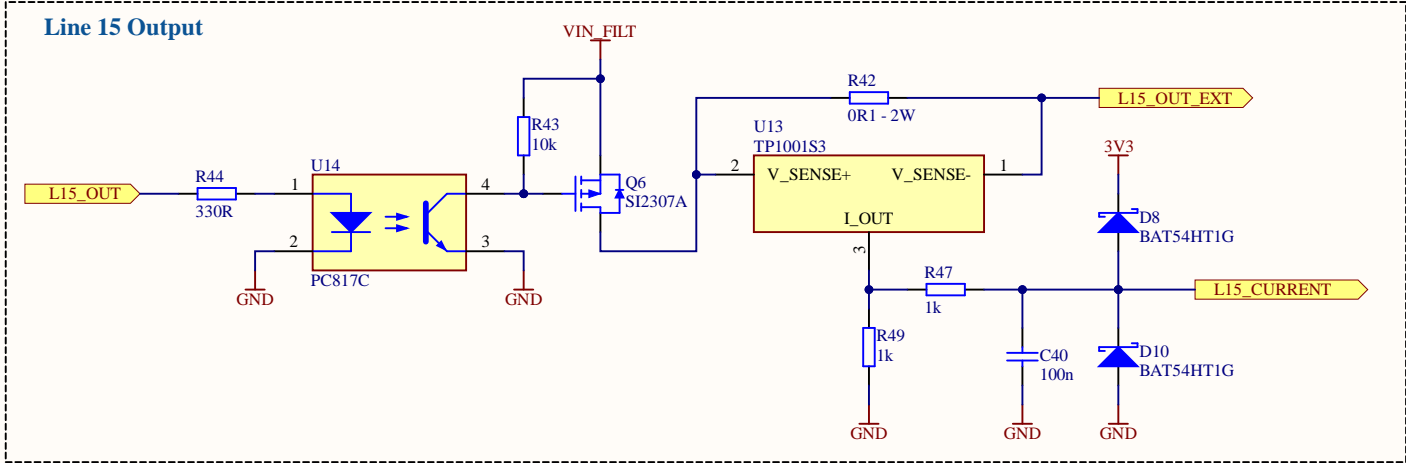 Line 15 Output
VIN_FILT
R42
0R1 - 2W
L15_OUT_EXT
R43
10k
U13
TP1001S3
3V3
U14
2
V_SENSE+
V_SENSE-
1
L15_OUT
R44
330R
1
4
Q6
SI2307A
I_OUT
3
D8
BAT54HT1G
2
3
PC817C
GND
GND
R47
1k
L15_CURRENT
R49
1k
C40
100n
D10
BAT54HT1G
GND
GND
GND